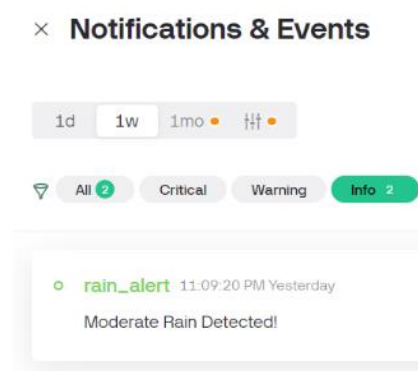 × Notifications & Events
1d 1w 1mo
All 2 Critical Warning Info 2
rain_alert 11:09:20 PM Yesterday
Moderate Rain Detected!